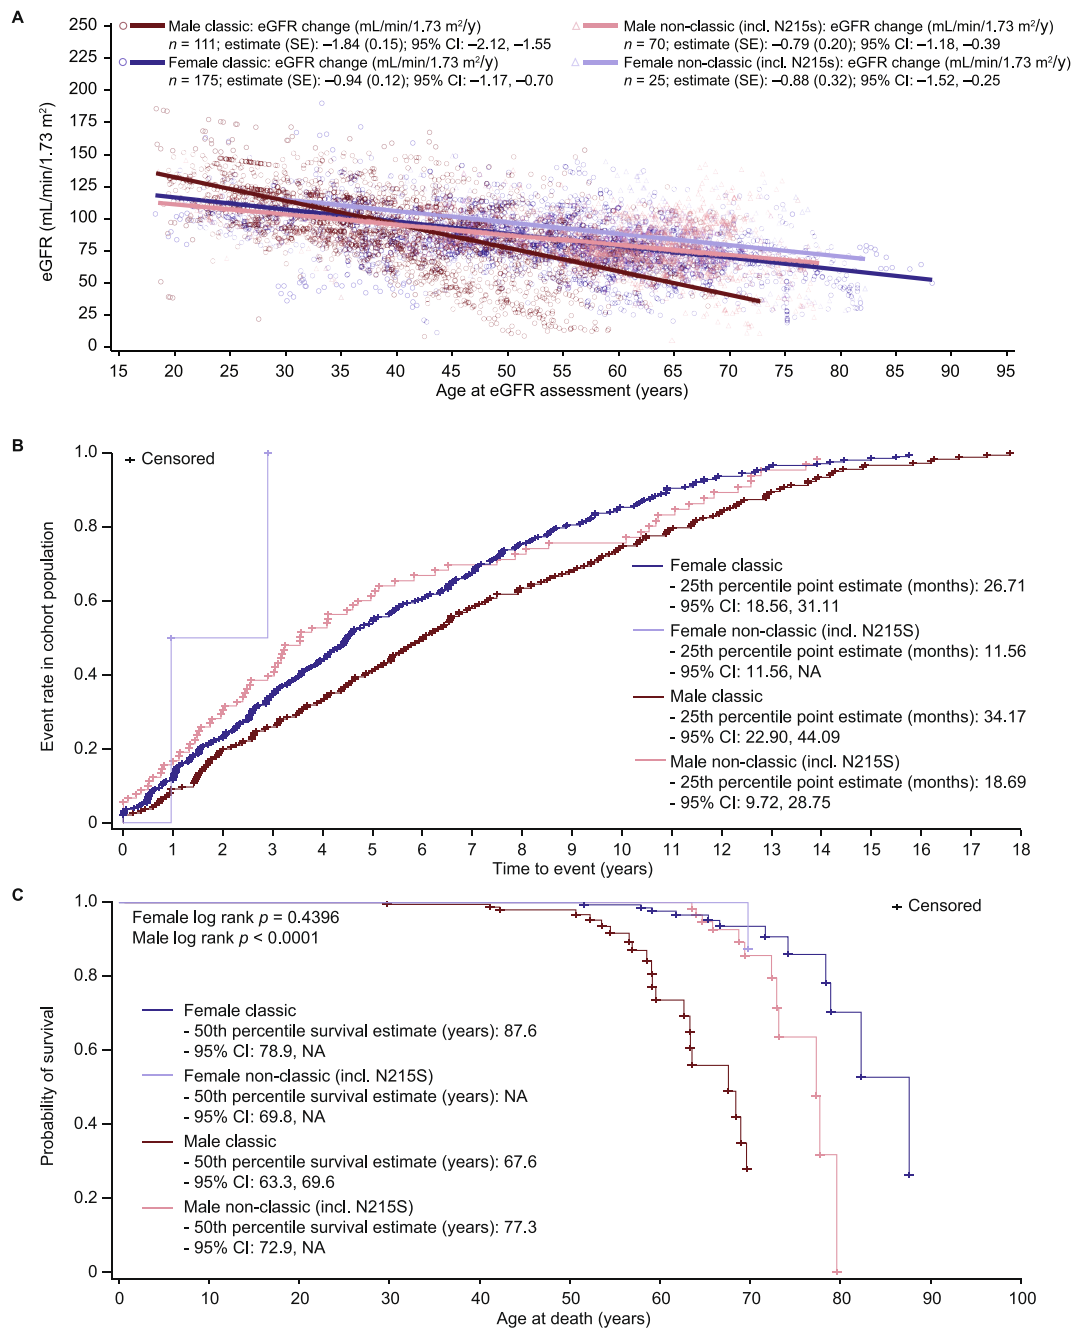 A
Male classic: eGFR change (mL/min/1.73 m²/y)
n = 111; estimate (SE): –1.84 (0.15); 95% CI: –2.12, –1.55
Female classic: eGFR change (mL/min/1.73 m²/y)
n = 175; estimate (SE): –0.94 (0.12); 95% CI: –1.17, –0.70
Male non-classic (incl. N215s): eGFR change (mL/min/1.73 m²/y)
n = 70; estimate (SE): –0.79 (0.20); 95% CI: –1.18, –0.39
Female non-classic (incl. N215s): eGFR change (mL/min/1.73 m²/y)
n = 25; estimate (SE): –0.88 (0.32); 95% CI: –1.52, –0.25
eGFR (mL/min/1.73 m²)
250
225
200
175
150
125
100
75
50
25
0
15 20 25 30 35 40 45 50 55 60 65 70 75 80 85 90 95
Age at eGFR assessment (years)
B
Censored
Event rate in cohort population
1.0
0.8
0.6
0.4
0.2
0
Female classic
- 25th percentile point estimate (months): 26.71
- 95% CI: 18.56, 31.11
Female non-classic (incl. N215S)
- 25th percentile point estimate (months): 11.56
- 95% CI: 11.56, NA
Male classic
- 25th percentile point estimate (months): 34.17
- 95% CI: 22.90, 44.09
Male non-classic (incl. N215S)
- 25th percentile point estimate (months): 18.69
- 95% CI: 9.72, 28.75
0 1 2 3 4 5 6 7 8 9 10 11 12 13 14 15 16 17 18
Time to event (years)
C
Censored
Female log rank p = 0.4396
Male log rank p < 0.0001
Probability of survival
1.0
0.8
0.6
0.4
0.2
0
Female classic
- 50th percentile survival estimate (years): 87.6
- 95% CI: 78.9, NA
Female non-classic (incl. N215S)
- 50th percentile survival estimate (years): NA
- 95% CI: 69.8, NA
Male classic
- 50th percentile survival estimate (years): 67.6
- 95% CI: 63.3, 69.6
Male non-classic (incl. N215S)
- 50th percentile survival estimate (years): 77.3
- 95% CI: 72.9, NA
0 10 20 30 40 50 60 70 80 90 100
Age at death (years)